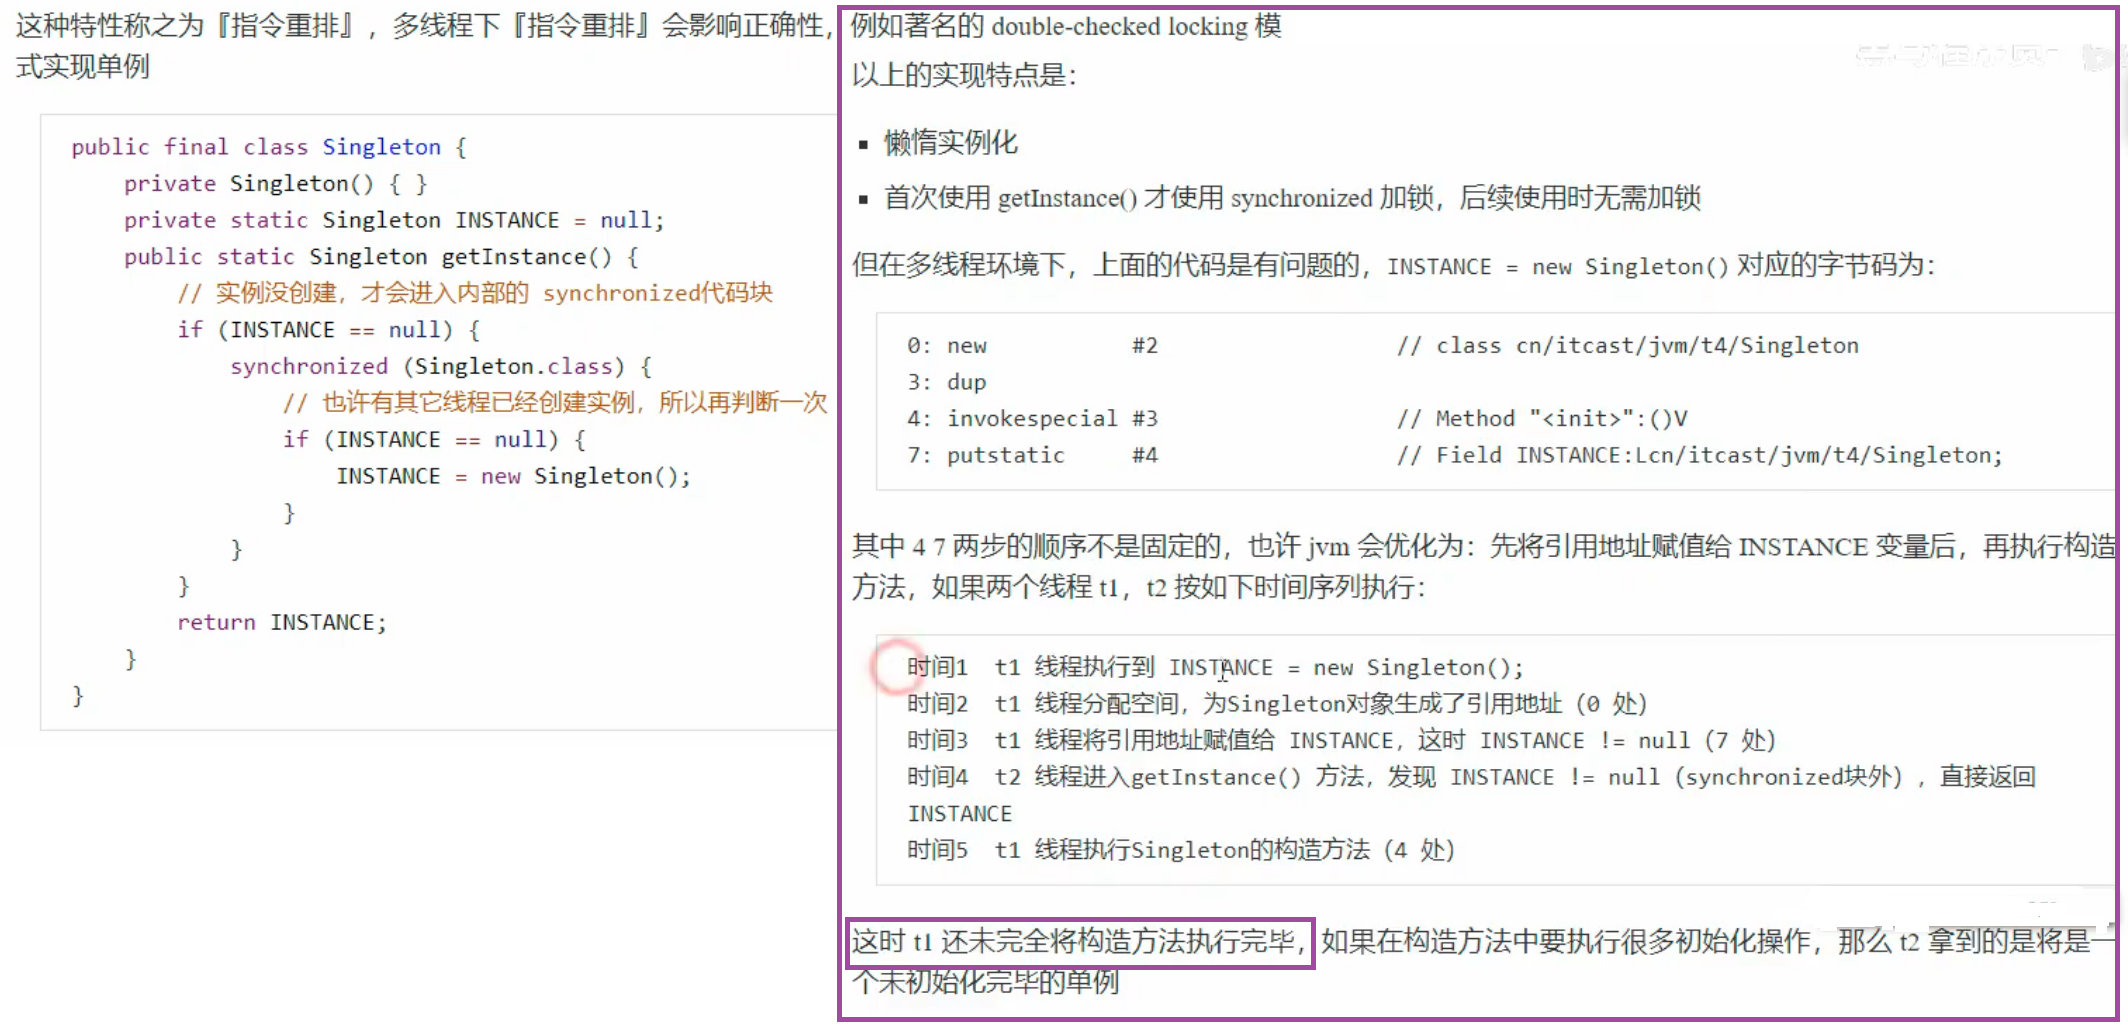 这种特性称之为『指令重排』，多线程下『指令重排』会影响正确性，
式实现单例
public final class Singleton {
private Singleton() { }
private static Singleton INSTANCE = null;
public static Singleton getInstance() {
// 实例没创建，才会进入内部的 synchronized代码块
if (INSTANCE == null) {
synchronized (Singleton.class) {
// 也许有其它线程已经创建实例，所以再判断一次
if (INSTANCE == null) {
INSTANCE = new Singleton();
}
}
}
return INSTANCE;
}
}
例如著名的 double-checked locking 模
以上的实现特点是：
▪ 懒惰实例化
▪ 首次使用 getInstance() 才使用 synchronized 加锁，后续使用时无需加锁
但在多线程环境下，上面的代码是有问题的，INSTANCE = new Singleton() 对应的字节码为：
0: new #2 // class cn/itcast/jvm/t4/Singleton
3: dup
4: invokespecial #3 // Method "<init>":()V
7: putstatic #4 // Field INSTANCE:Lcn/itcast/jvm/t4/Singleton;
其中 4 7 两步的顺序不是固定的，也许 jvm 会优化为：先将引用地址赋值给 INSTANCE 变量后，再执行构造
方法，如果两个线程 t1，t2 按如下时间序列执行：
时间1 t1 线程执行到 INSTANCE = new Singleton();
时间2 t1 线程分配空间，为Singleton对象生成了引用地址（0 处）
时间3 t1 线程将引用地址赋值给 INSTANCE，这时 INSTANCE != null（7 处）
时间4 t2 线程进入getInstance() 方法，发现 INSTANCE != null（synchronized块外），直接返回
INSTANCE
时间5 t1 线程执行Singleton的构造方法（4 处）
这时 t1 还未完全将构造方法执行完毕，如果在构造方法中要执行很多初始化操作，那么 t2 拿到的是将是一
个未初始化完毕的单例